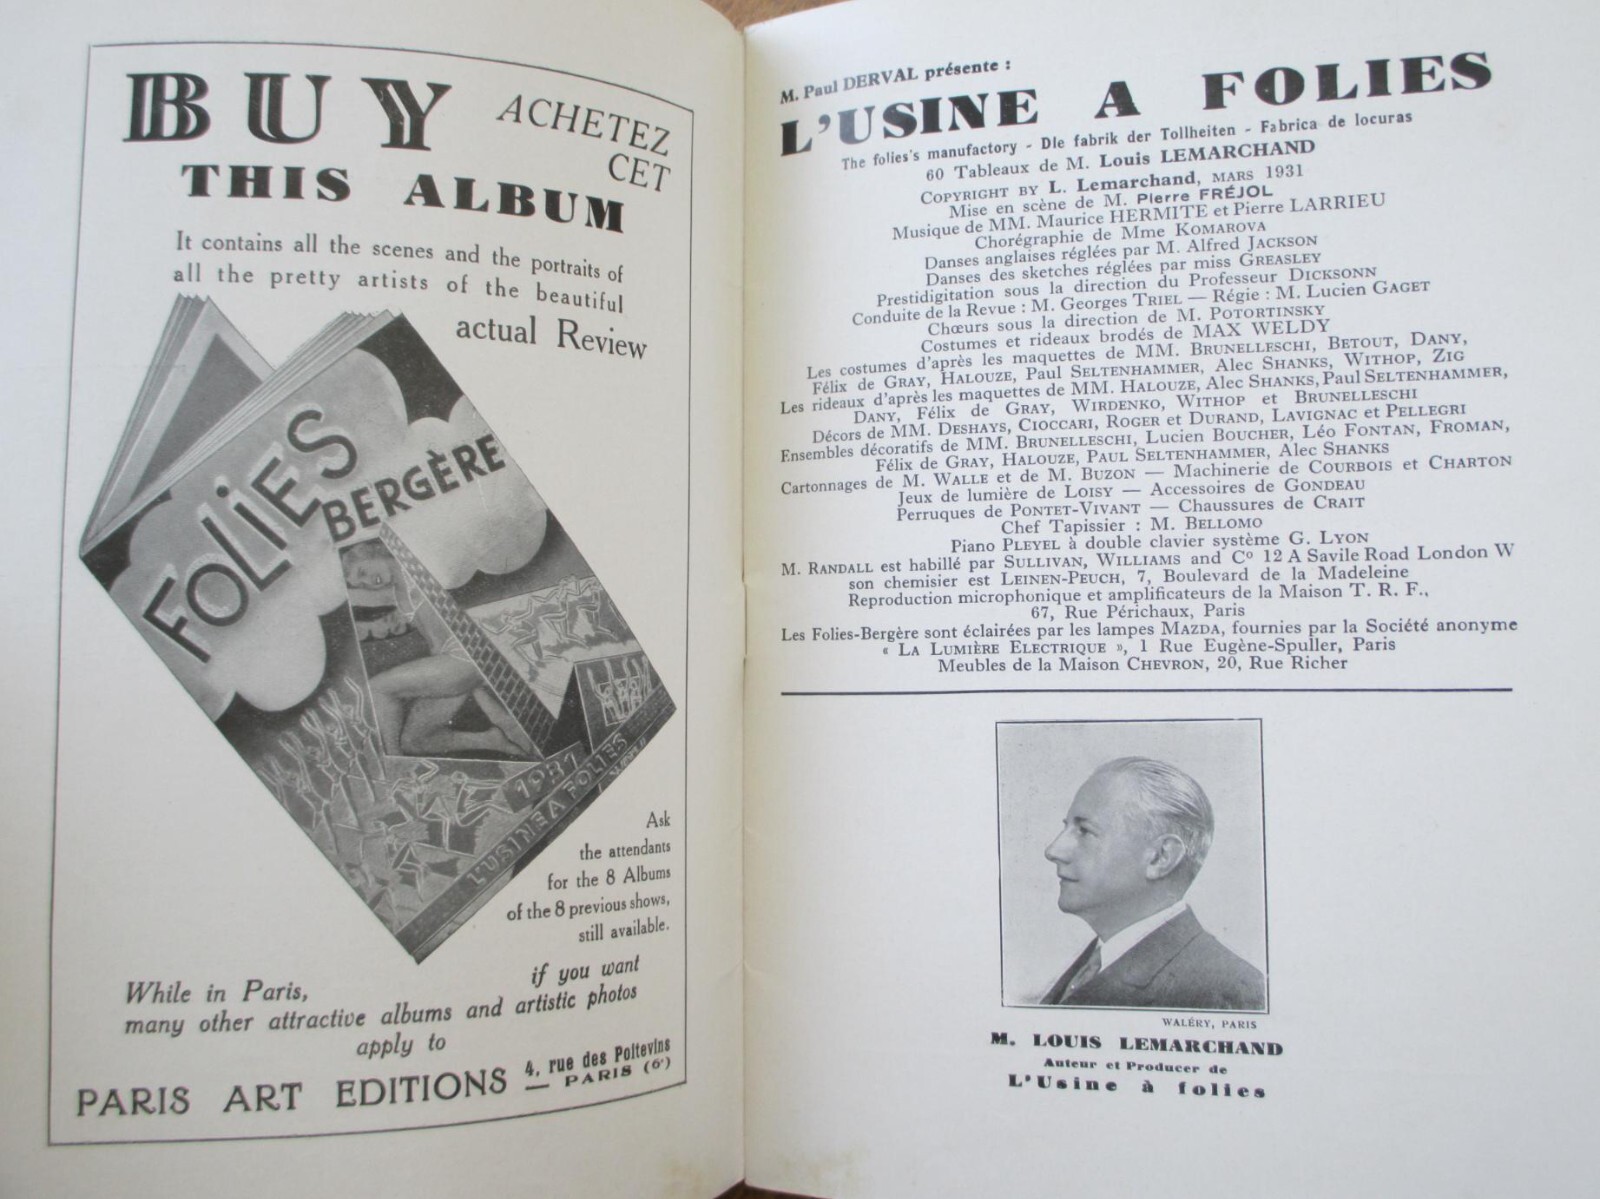 BUY
ACHETEZ
CET
THIS ALBUM
It contains all the scenes and the portraits of
all the pretty artists of the beautiful
actual Review
FOLIES
BERGÈRE
1931
L'USINE A FOLIES
Ask
the attendants
for the 8 Albums
of the 8 previous shows,
still available.
While in Paris,
if you want
many other attractive albums and artistic photos
apply to
PARIS ART EDITIONS
4, rue des Poitevins
— PARIS (6e)
M. Paul DERVAL présente :
L'USINE A FOLIES
The folies's manufactory - Die fabrik der Tollheiten - Fabrica de locuras
60 Tableaux de M. Louis LEMARCHAND
COPYRIGHT BY L. Lemarchand, MARS 1931
Mise en scène de M. Pierre FRÉJOL
Musique de MM. Maurice HERMITE et Pierre LARRIEU
Chorégraphie de Mme KOMAROVA
Danses anglaises réglées par M. Alfred JACKSON
Danses des sketches réglées par miss GREASLEY
Prestidigitation sous la direction du Professeur DICKSONN
Conduite de la Revue : M. Georges TRIEL — Régie : M. Lucien GAGET
Chœurs sous la direction de M. POTORTINSKY
Costumes et rideaux brodés de MAX WELDY
Les costumes d'après les maquettes de MM. BRUNELLESCHI, BETOUT, DANY,
Félix de GRAY, HALOUZE, Paul SELTENHAMMER, Alec SHANKS, WITHOP, ZIG
Les rideaux d'après les maquettes de MM. HALOUZE, Alec SHANKS, Paul SELTENHAMMER,
DANY, Félix de GRAY, WIRDENKO, WITHOP et BRUNELLESCHI
Décors de MM. DESHAYS, CIOCCARI, ROGER et DURAND, LAVIGNAC et PELLEGRI
Ensembles décoratifs de MM. BRUNELLESCHI, Lucien BOUCHER, Léo FONTAN, FROMAN,
Félix de GRAY, HALOUZE, PAUL SELTENHAMMER, Alec SHANKS
Cartonnages de M. WALLE et de M. BUZON — Machinerie de COURBOIS et CHARTON
Jeux de lumière de LOISY — Accessoires de GONDEAU
Perruques de PONTET-VIVANT — Chaussures de CRAIT
Chef Tapissier : M. BELLOMO
Piano PLEYEL à double clavier système G. LYON
M. RANDALL est habillé par SULLIVAN, WILLIAMS and Co 12 A Savile Road London W
son chemisier est LEINEN-PEUCH, 7, Boulevard de la Madeleine
Reproduction microphonique et amplificateurs de la Maison T. R. F.,
67, Rue Périchaux, Paris
Les Folies-Bergère sont éclairées par les lampes MAZDA, fournies par la Société anonyme
« LA LUMIÈRE ELECTRIQUE », 1 Rue Eugène-Spuller, Paris
Meubles de la Maison CHEVRON, 20, Rue Richer
WALÉRY, PARIS
M. LOUIS LEMARCHAND
Auteur et Producer de
L'Usine à folies